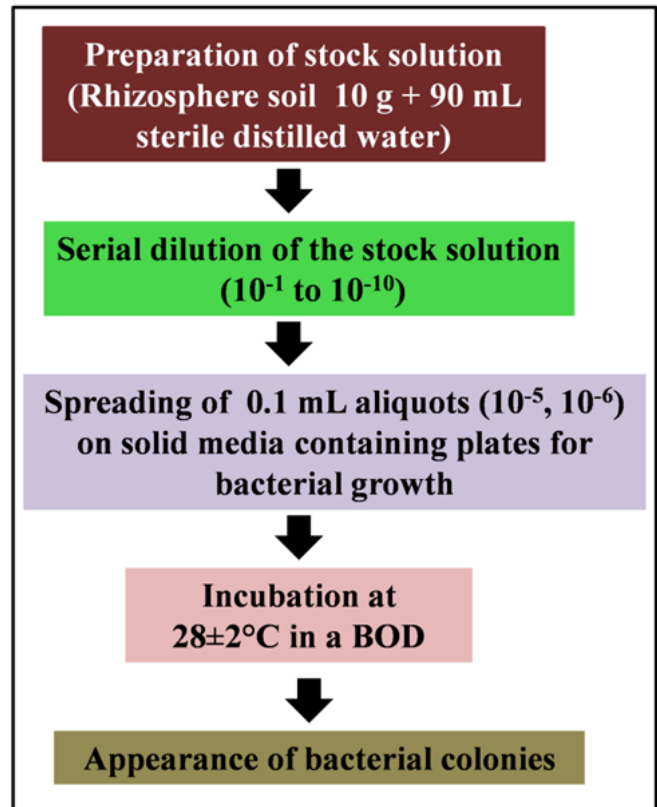 Preparation of stock solution
(Rhizosphere soil 10 g + 90 mL
sterile distilled water)
Serial dilution of the stock solution
(10⁻¹ to 10⁻¹⁰)
Spreading of 0.1 mL aliquots (10⁻⁵, 10⁻⁶)
on solid media containing plates for
bacterial growth
Incubation at
28±2°C in a BOD
Appearance of bacterial colonies